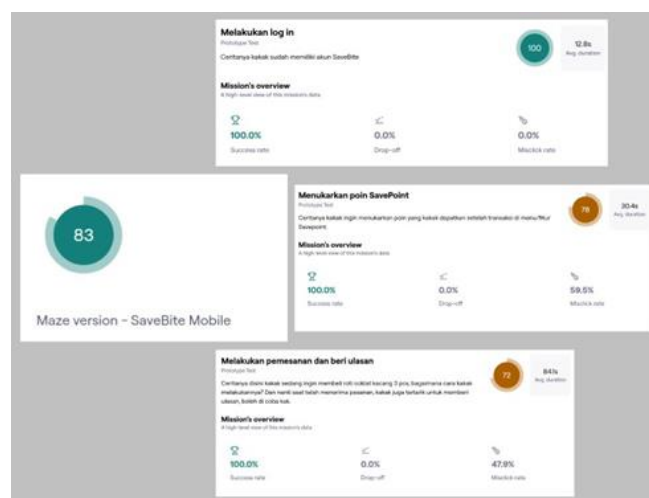 Melakukan log in
Prototype Test
Ceritanya kakak sudah memiliki akun SaveBite
100
12.8s
Avg. duration
Mission's overview
A high-level view of this mission's data
100.0%
0.0%
0.0%
Success rate
Drop-off
Misclick rate
83
Maze version - SaveBite Mobile
Menukarkan poin SavePoint
Prototype Test
Ceritanya kakak ingin menukarkan poin yang kakak dapatkan setelah transaksi di menu/fitur
Savepoint
78
30.4s
Avg. duration
Mission's overview
A high-level view of this mission's data
100.0%
0.0%
59.5%
Success rate
Drop-off
Misclick rate
Melakukan pemesanan dan beri ulasan
Prototype Test
Ceritanya disini kakak sedang ingin membeli roti coklat kacang 3 pcs, bagaimana cara kakak
melakukannya? Dan nanti saat telah menerima pesanan, kakak juga tertarik untuk memberi
ulasan, boleh di coba kak.
72
84.1s
Avg. duration
Mission's overview
A high-level view of this mission's data
100.0%
0.0%
47.9%
Success rate
Drop-off
Misclick rate